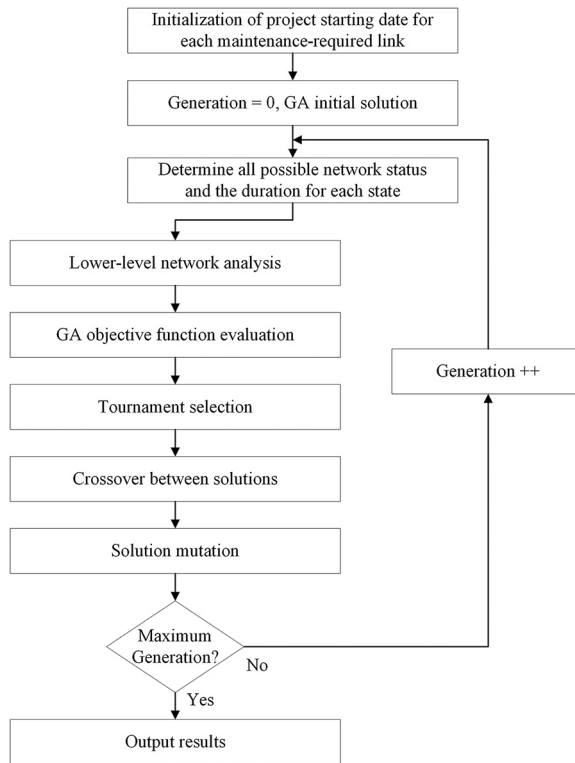 Initialization of project starting date for
each maintenance-required link
Generation = 0, GA initial solution
Determine all possible network status
and the duration for each state
Lower-level network analysis
GA objective function evaluation
Generation ++
Tournament selection
Crossover between solutions
Solution mutation
Maximum
Generation?
No
Yes
Output results